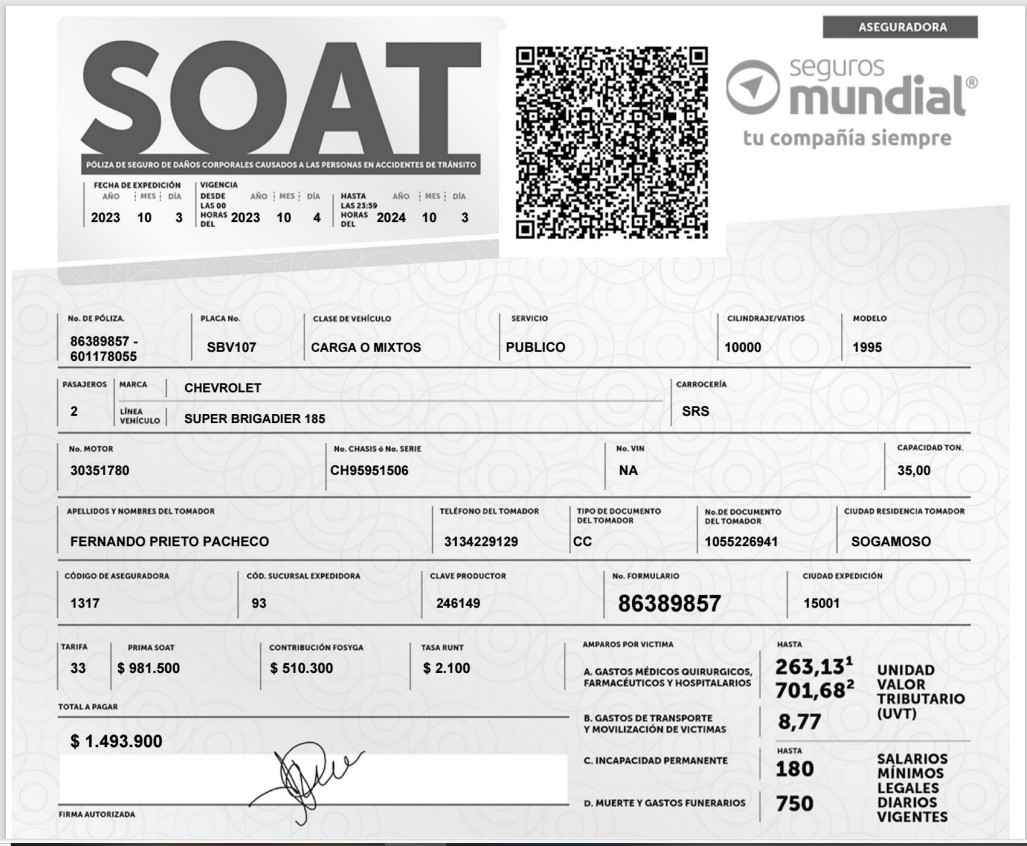 ASEGURADORA
SOAT
PÓLIZA DE SEGURO DE DAÑOS CORPORALES CAUSADOS A LAS PERSONAS EN ACCIDENTES DE TRÁNSITO
seguros
mundial®
tu compañía siempre
FECHA DE EXPEDICIÓN
AÑO MES DÍA
2023 10 3
VIGENCIA
DESDE LAS 00 HORAS DEL
AÑO MES DÍA
2023 10 4
HASTA LAS 23:59 HORAS DEL
AÑO MES DÍA
2024 10 3
No. DE PÓLIZA. PLACA No. CLASE DE VEHÍCULO SERVICIO CILINDRAJE/VATIOS MODELO
86389857 -
601178055
SBV107 CARGA O MIXTOS PUBLICO 10000 1995
PASAJEROS MARCA CHEVROLET CARROCERÍA
2 LÍNEA VEHÍCULO SUPER BRIGADIER 185 SRS
No. MOTOR No. CHASIS ó No. SERIE No. VIN CAPACIDAD TON.
30351780 CH95951506 NA 35,00
APELLIDOS Y NOMBRES DEL TOMADOR TELÉFONO DEL TOMADOR TIPO DE DOCUMENTO DEL TOMADOR No.DE DOCUMENTO DEL TOMADOR CIUDAD RESIDENCIA TOMADOR
FERNANDO PRIETO PACHECO 3134229129 CC 1055226941 SOGAMOSO
CÓDIGO DE ASEGURADORA CÓD. SUCURSAL EXPEDIDORA CLAVE PRODUCTOR No. FORMULARIO CIUDAD EXPEDICIÓN
1317 93 246149 86389857 15001
TARIFA PRIMA SOAT CONTRIBUCIÓN FOSYGA TASA RUNT
33 $ 981.500 $ 510.300 $ 2.100
TOTAL A PAGAR
$ 1.493.900
FIRMA AUTORIZADA
AMPAROS POR VICTIMA HASTA
A. GASTOS MÉDICOS QUIRURGICOS,
FARMACÉUTICOS Y HOSPITALARIOS
263,13¹
701,68²
B. GASTOS DE TRANSPORTE
Y MOVILIZACIÓN DE VICTIMAS
8,77
UNIDAD
VALOR
TRIBUTARIO
(UVT)
HASTA
C. INCAPACIDAD PERMANENTE 180
D. MUERTE Y GASTOS FUNERARIOS 750
SALARIOS
MÍNIMOS
LEGALES
DIARIOS
VIGENTES